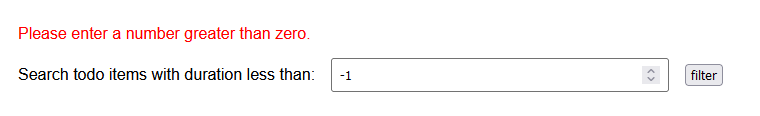 Please enter a number greater than zero.
Search todo items with duration less than: -1 filter